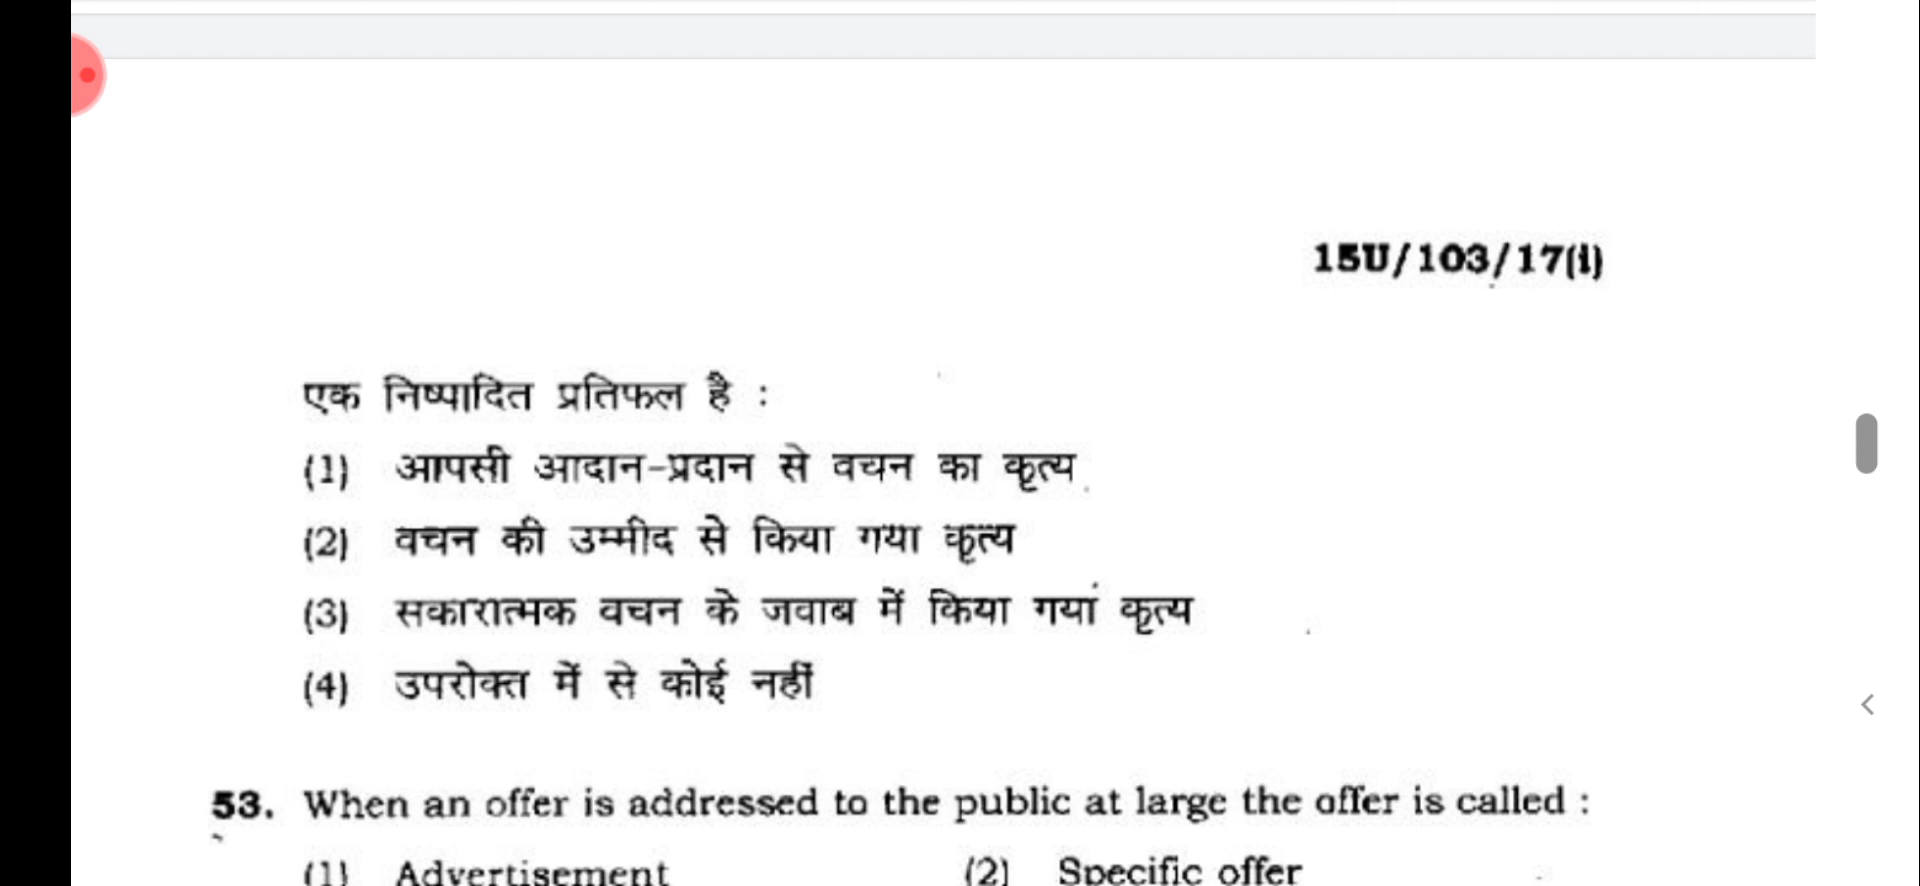 15U/103/17(i)
एक निष्पादित प्रतिफल है :
(1) आपसी आदान-प्रदान से वचन का कृत्य
(2) वचन की उम्मीद से किया गया कृत्य
(3) सकारात्मक वचन के जवाब में किया गया कृत्य
(4) उपरोक्त में से कोई नहीं
53. When an offer is addressed to the public at large the offer is called :
(1) Advertisement (2) Specific offer